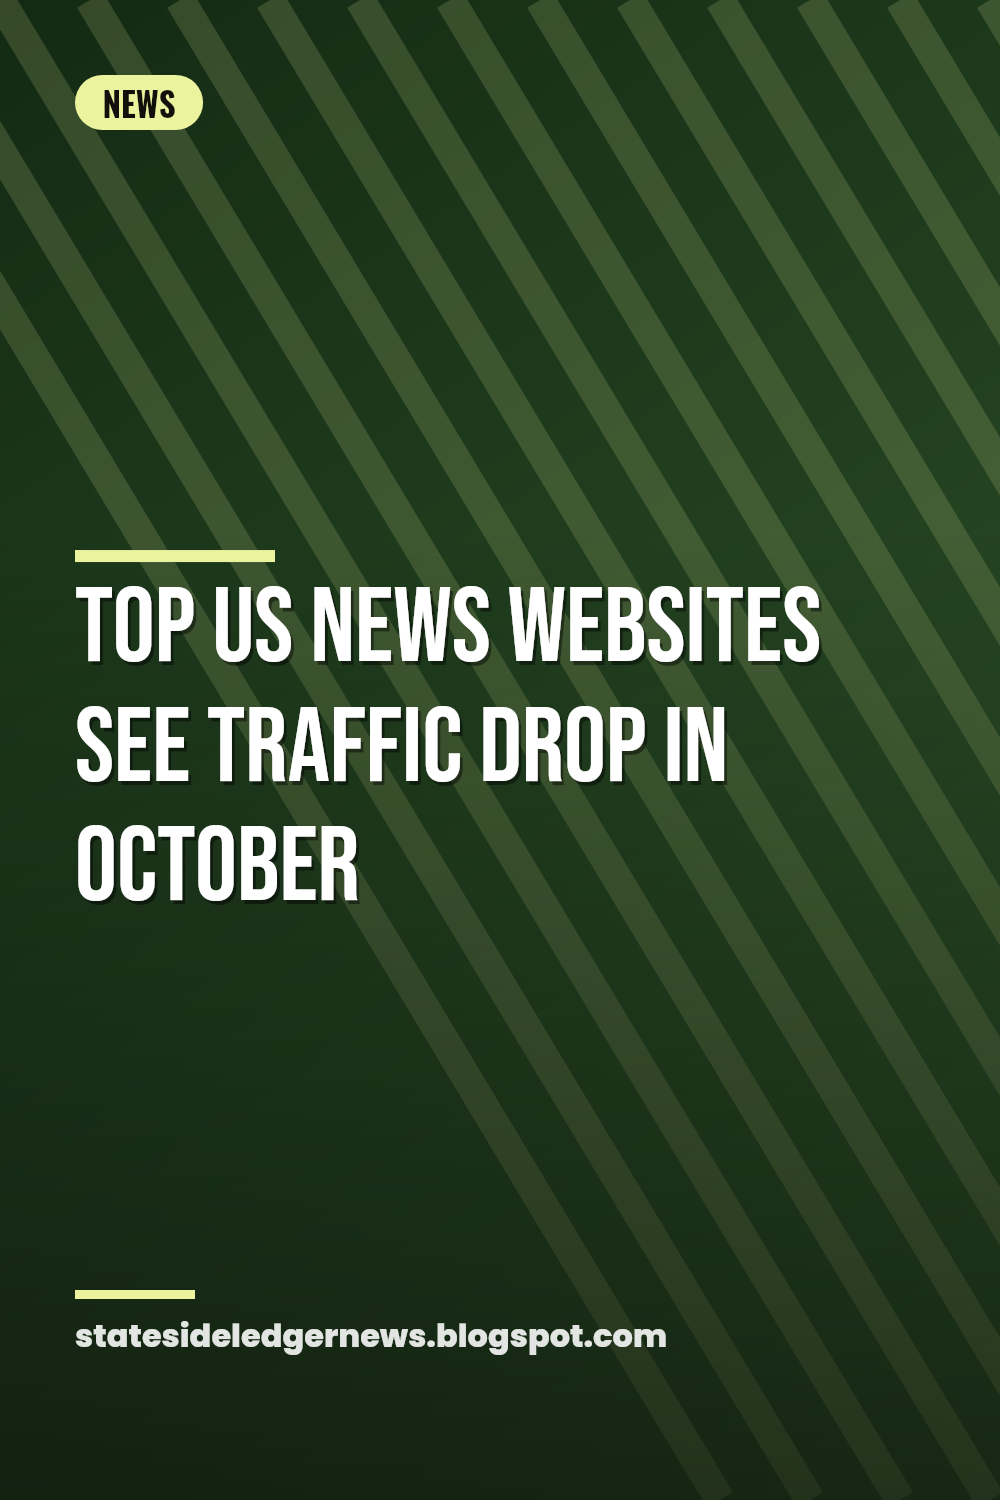 NEWS
TOP US NEWS WEBSITES
SEE TRAFFIC DROP IN
OCTOBER
statesideledgernews.blogspot.com